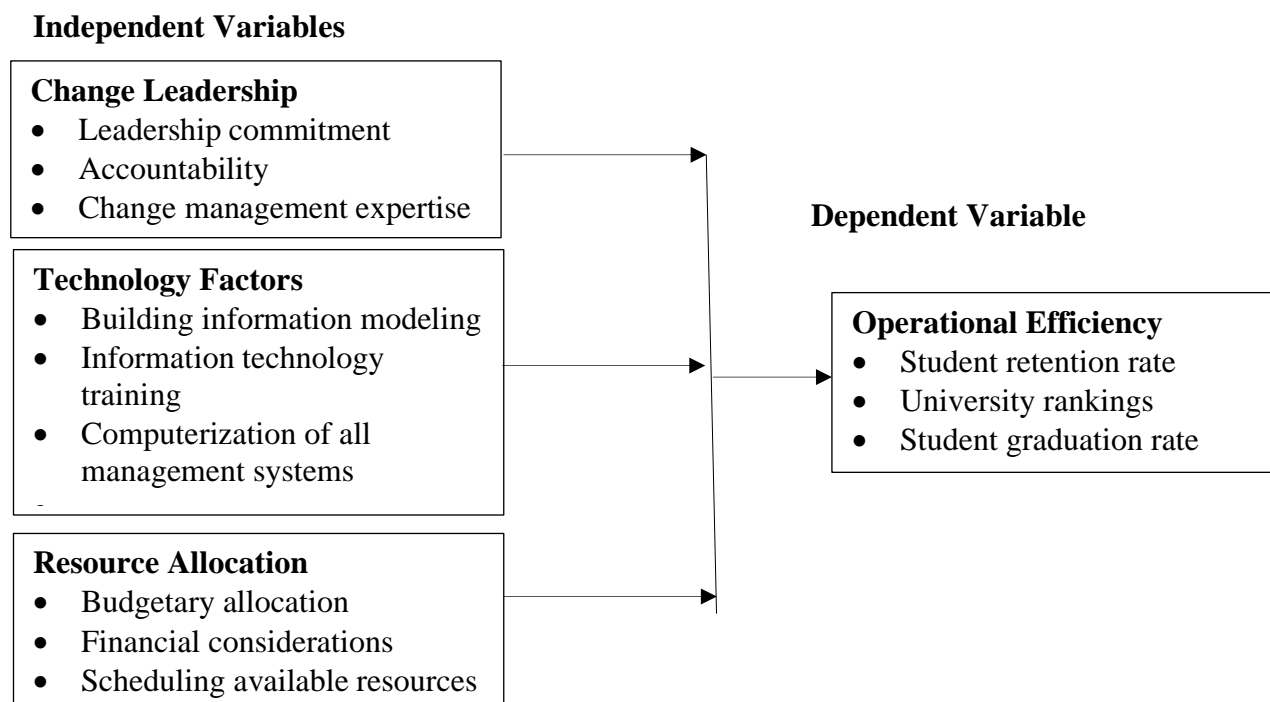 Independent Variables
Change Leadership
• Leadership commitment
• Accountability
• Change management expertise
Dependent Variable
Technology Factors
• Building information modeling
• Information technology
training
• Computerization of all
management systems
Operational Efficiency
• Student retention rate
• University rankings
• Student graduation rate
Resource Allocation
• Budgetary allocation
• Financial considerations
• Scheduling available resources